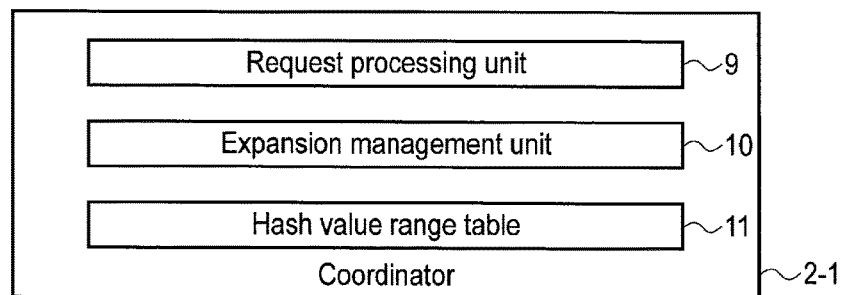 Request processing unit 9
Expansion management unit 10
Hash value range table 11
Coordinator 2-1